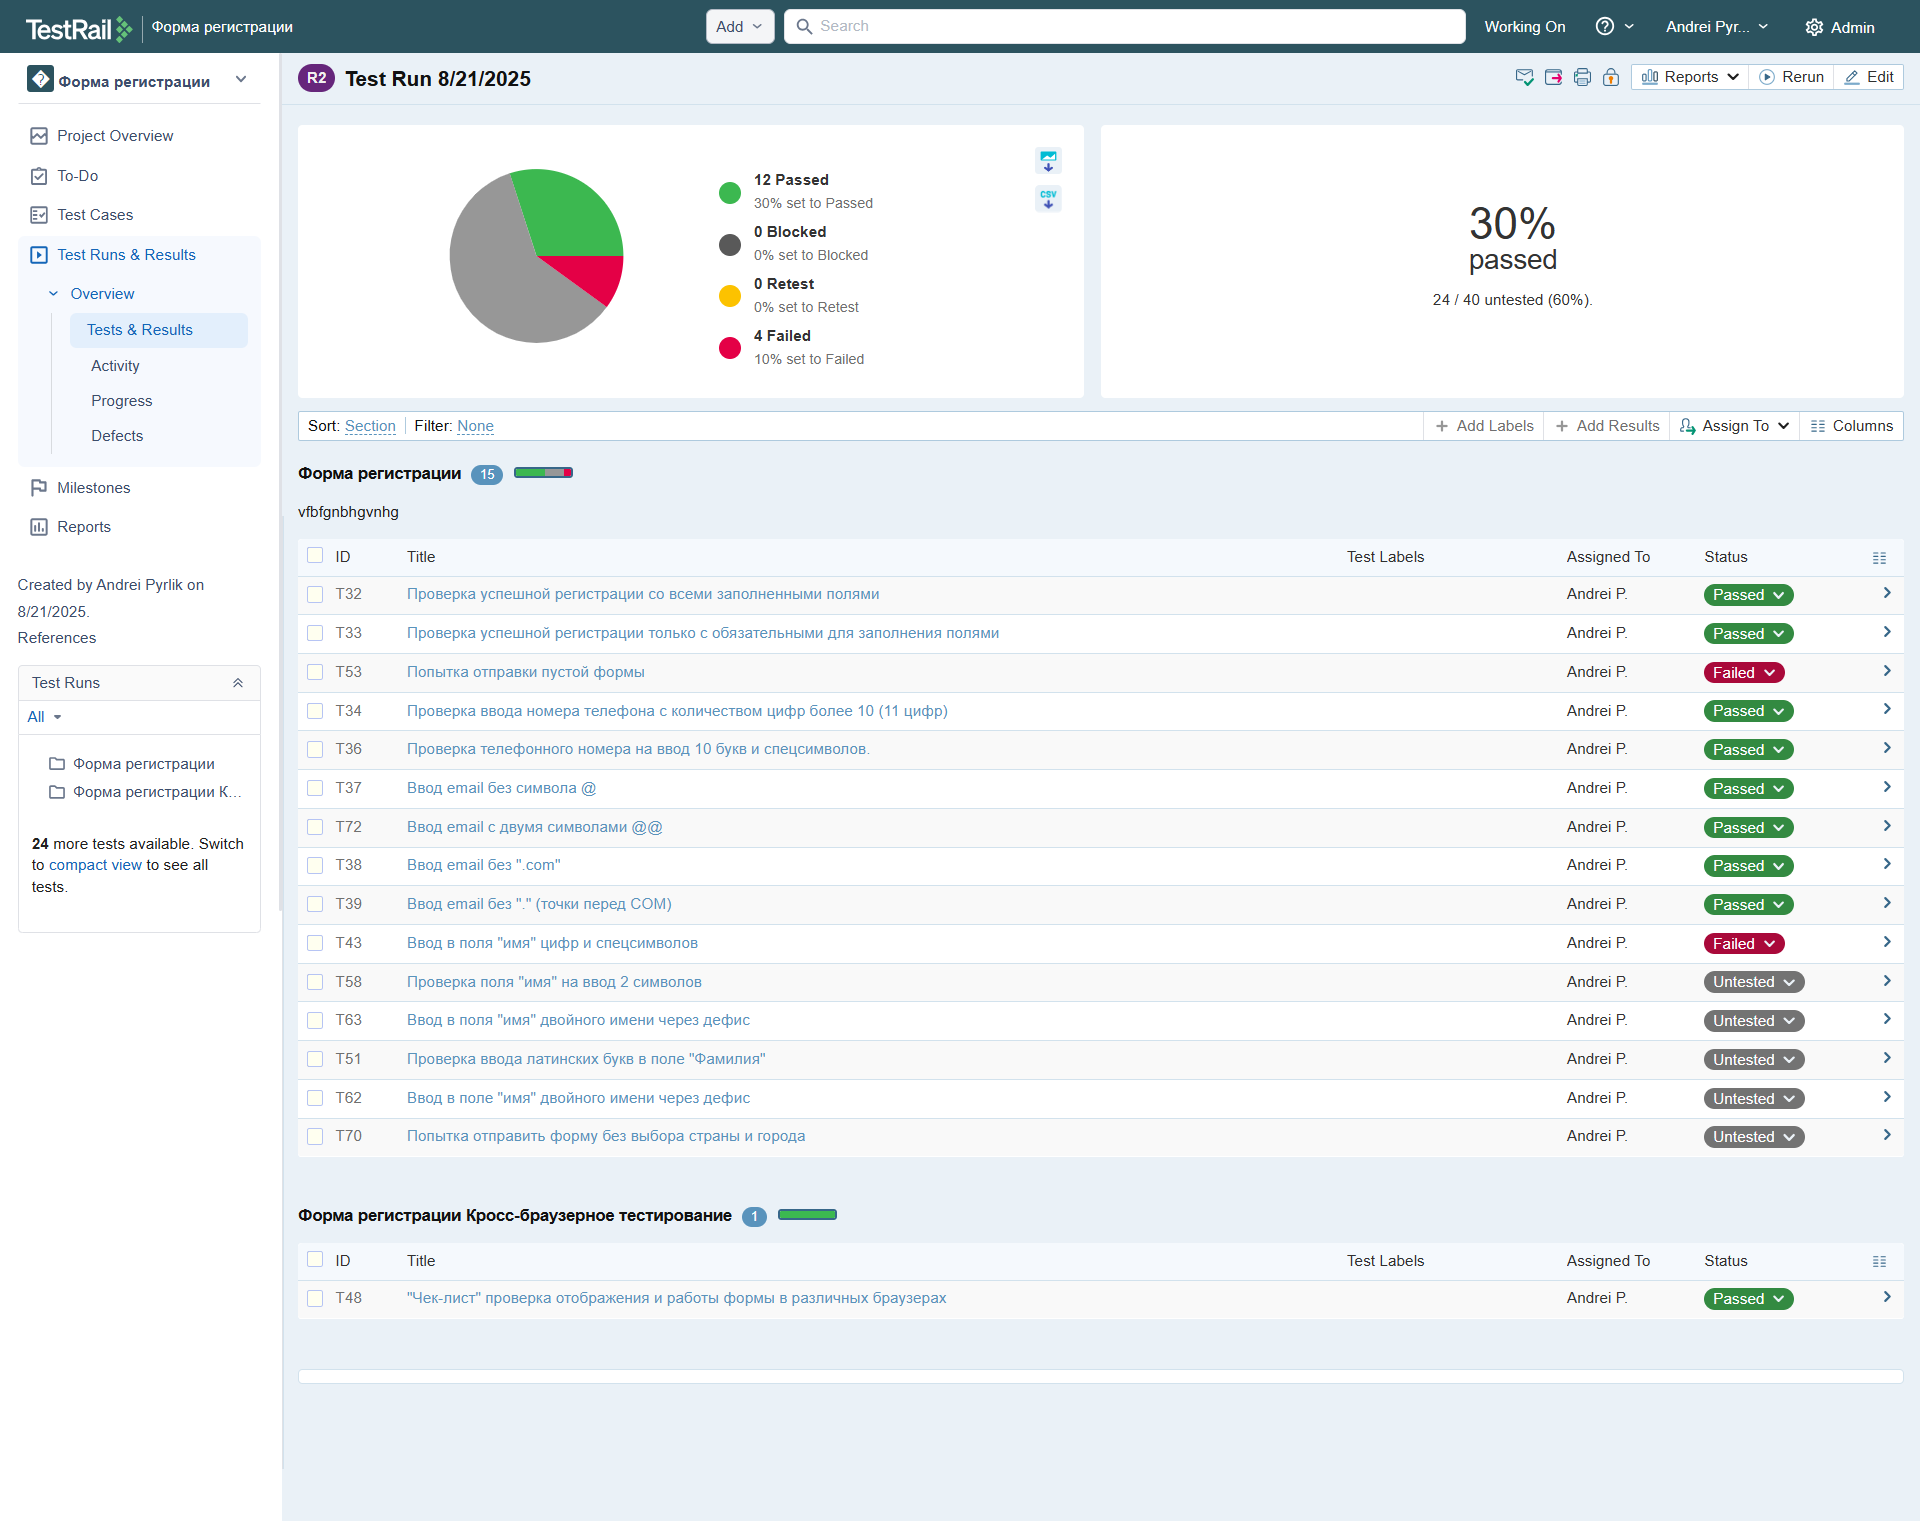 TestRail Форма регистрации Add Search Working On Andrei Pyr... Admin
Форма регистрации
Project Overview
To-Do
Test Cases
Test Runs & Results
Overview
Tests & Results
Activity
Progress
Defects
Milestones
Reports
Created by Andrei Pyrlik on
8/21/2025.
References
Test Runs
All
Форма регистрации
Форма регистрации К...
24 more tests available. Switch
to compact view to see all
tests.
R2 Test Run 8/21/2025
Reports Rerun Edit
12 Passed
30% set to Passed
0 Blocked
0% set to Blocked
0 Retest
0% set to Retest
4 Failed
10% set to Failed
CSV
30%
passed
24 / 40 untested (60%).
Sort: Section Filter: None + Add Labels + Add Results Assign To Columns
Форма регистрации 15
vfbfgnbhgvnhg
ID Title Test Labels Assigned To Status
T32 Проверка успешной регистрации со всеми заполненными полями Andrei P. Passed
T33 Проверка успешной регистрации только с обязательными для заполнения полями Andrei P. Passed
T53 Попытка отправки пустой формы Andrei P. Failed
T34 Проверка ввода номера телефона с количеством цифр более 10 (11 цифр) Andrei P. Passed
T36 Проверка телефонного номера на ввод 10 букв и спецсимволов. Andrei P. Passed
T37 Ввод email без символа @ Andrei P. Passed
T72 Ввод email с двумя символами @@ Andrei P. Passed
T38 Ввод email без ".com" Andrei P. Passed
T39 Ввод email без "." (точки перед COM) Andrei P. Passed
T43 Ввод в поля "имя" цифр и спецсимволов Andrei P. Failed
T58 Проверка поля "имя" на ввод 2 символов Andrei P. Untested
T63 Ввод в поля "имя" двойного имени через дефис Andrei P. Untested
T51 Проверка ввода латинских букв в поле "Фамилия" Andrei P. Untested
T62 Ввод в поле "имя" двойного имени через дефис Andrei P. Untested
T70 Попытка отправить форму без выбора страны и города Andrei P. Untested
Форма регистрации Кросс-браузерное тестирование 1
ID Title Test Labels Assigned To Status
T48 "Чек-лист" проверка отображения и работы формы в различных браузерах Andrei P. Passed